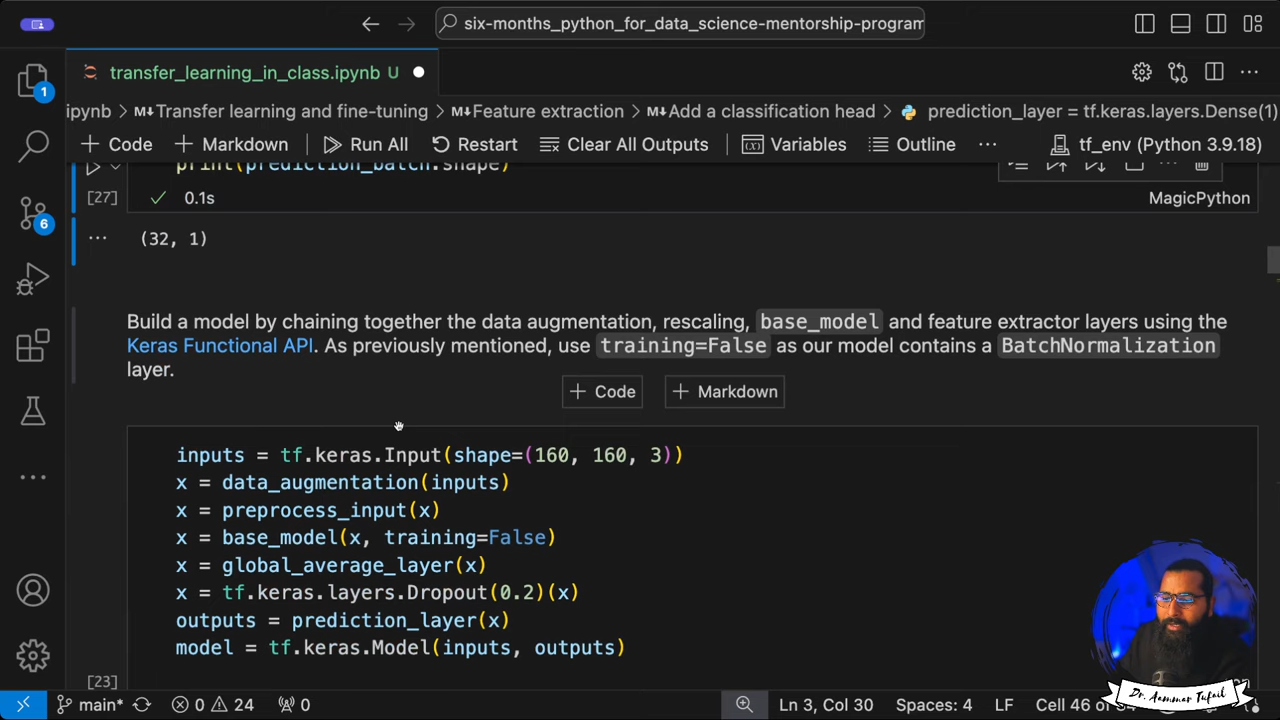 six-months_python_for_data_science-mentorship-program
transfer_learning_in_class.ipynb U
ipynb > Transfer learning and fine-tuning > Feature extraction > Add a classification head > prediction_layer = tf.keras.layers.Dense(1)
+ Code + Markdown Run All Restart Clear All Outputs Variables Outline ... tf_env (Python 3.9.18)
print(prediction_batch.shape)
[27] 0.1s MagicPython
... (32, 1)
Build a model by chaining together the data augmentation, rescaling, base_model and feature extractor layers using the
Keras Functional API. As previously mentioned, use training=False as our model contains a BatchNormalization
layer.
+ Code + Markdown
inputs = tf.keras.Input(shape=(160, 160, 3))
x = data_augmentation(inputs)
x = preprocess_input(x)
x = base_model(x, training=False)
x = global_average_layer(x)
x = tf.keras.layers.Dropout(0.2)(x)
outputs = prediction_layer(x)
model = tf.keras.Model(inputs, outputs)
[23]
1
6
Dr. Aammar Tufail
main* 0 24 0 Ln 3, Col 30 Spaces: 4 LF Cell 46 of